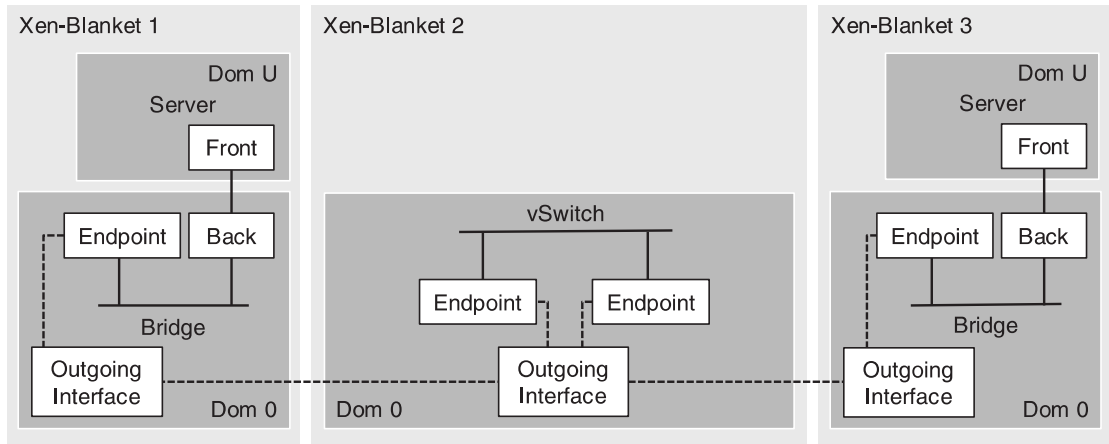 Xen-Blanket 1
Dom U
Server
Front
Endpoint
Back
Bridge
Outgoing
Interface
Dom 0
Xen-Blanket 2
vSwitch
Endpoint
Endpoint
Outgoing
Interface
Dom 0
Xen-Blanket 3
Dom U
Server
Front
Endpoint
Back
Bridge
Outgoing
Interface
Dom 0